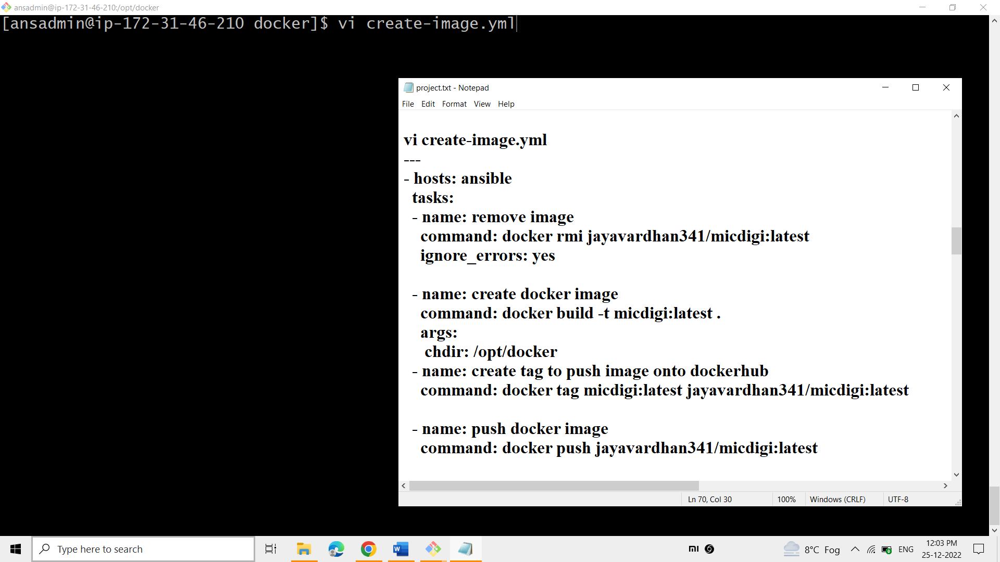 ansadmin@ip-172-31-46-210:/opt/docker
[ansadmin@ip-172-31-46-210 docker]$ vi create-image.yml
project.txt - Notepad
File Edit Format View Help
vi create-image.yml
---
- hosts: ansible
  tasks:
  - name: remove image
    command: docker rmi jayavardhan341/micdigi:latest
    ignore_errors: yes
  - name: create docker image
    command: docker build -t micdigi:latest .
    args:
     chdir: /opt/docker
  - name: create tag to push image onto dockerhub
    command: docker tag micdigi:latest jayavardhan341/micdigi:latest
  - name: push docker image
    command: docker push jayavardhan341/micdigi:latest
Ln 70, Col 30 100% Windows (CRLF) UTF-8
Type here to search
W
mi
8°C Fog
ENG
12:03 PM
25-12-2022